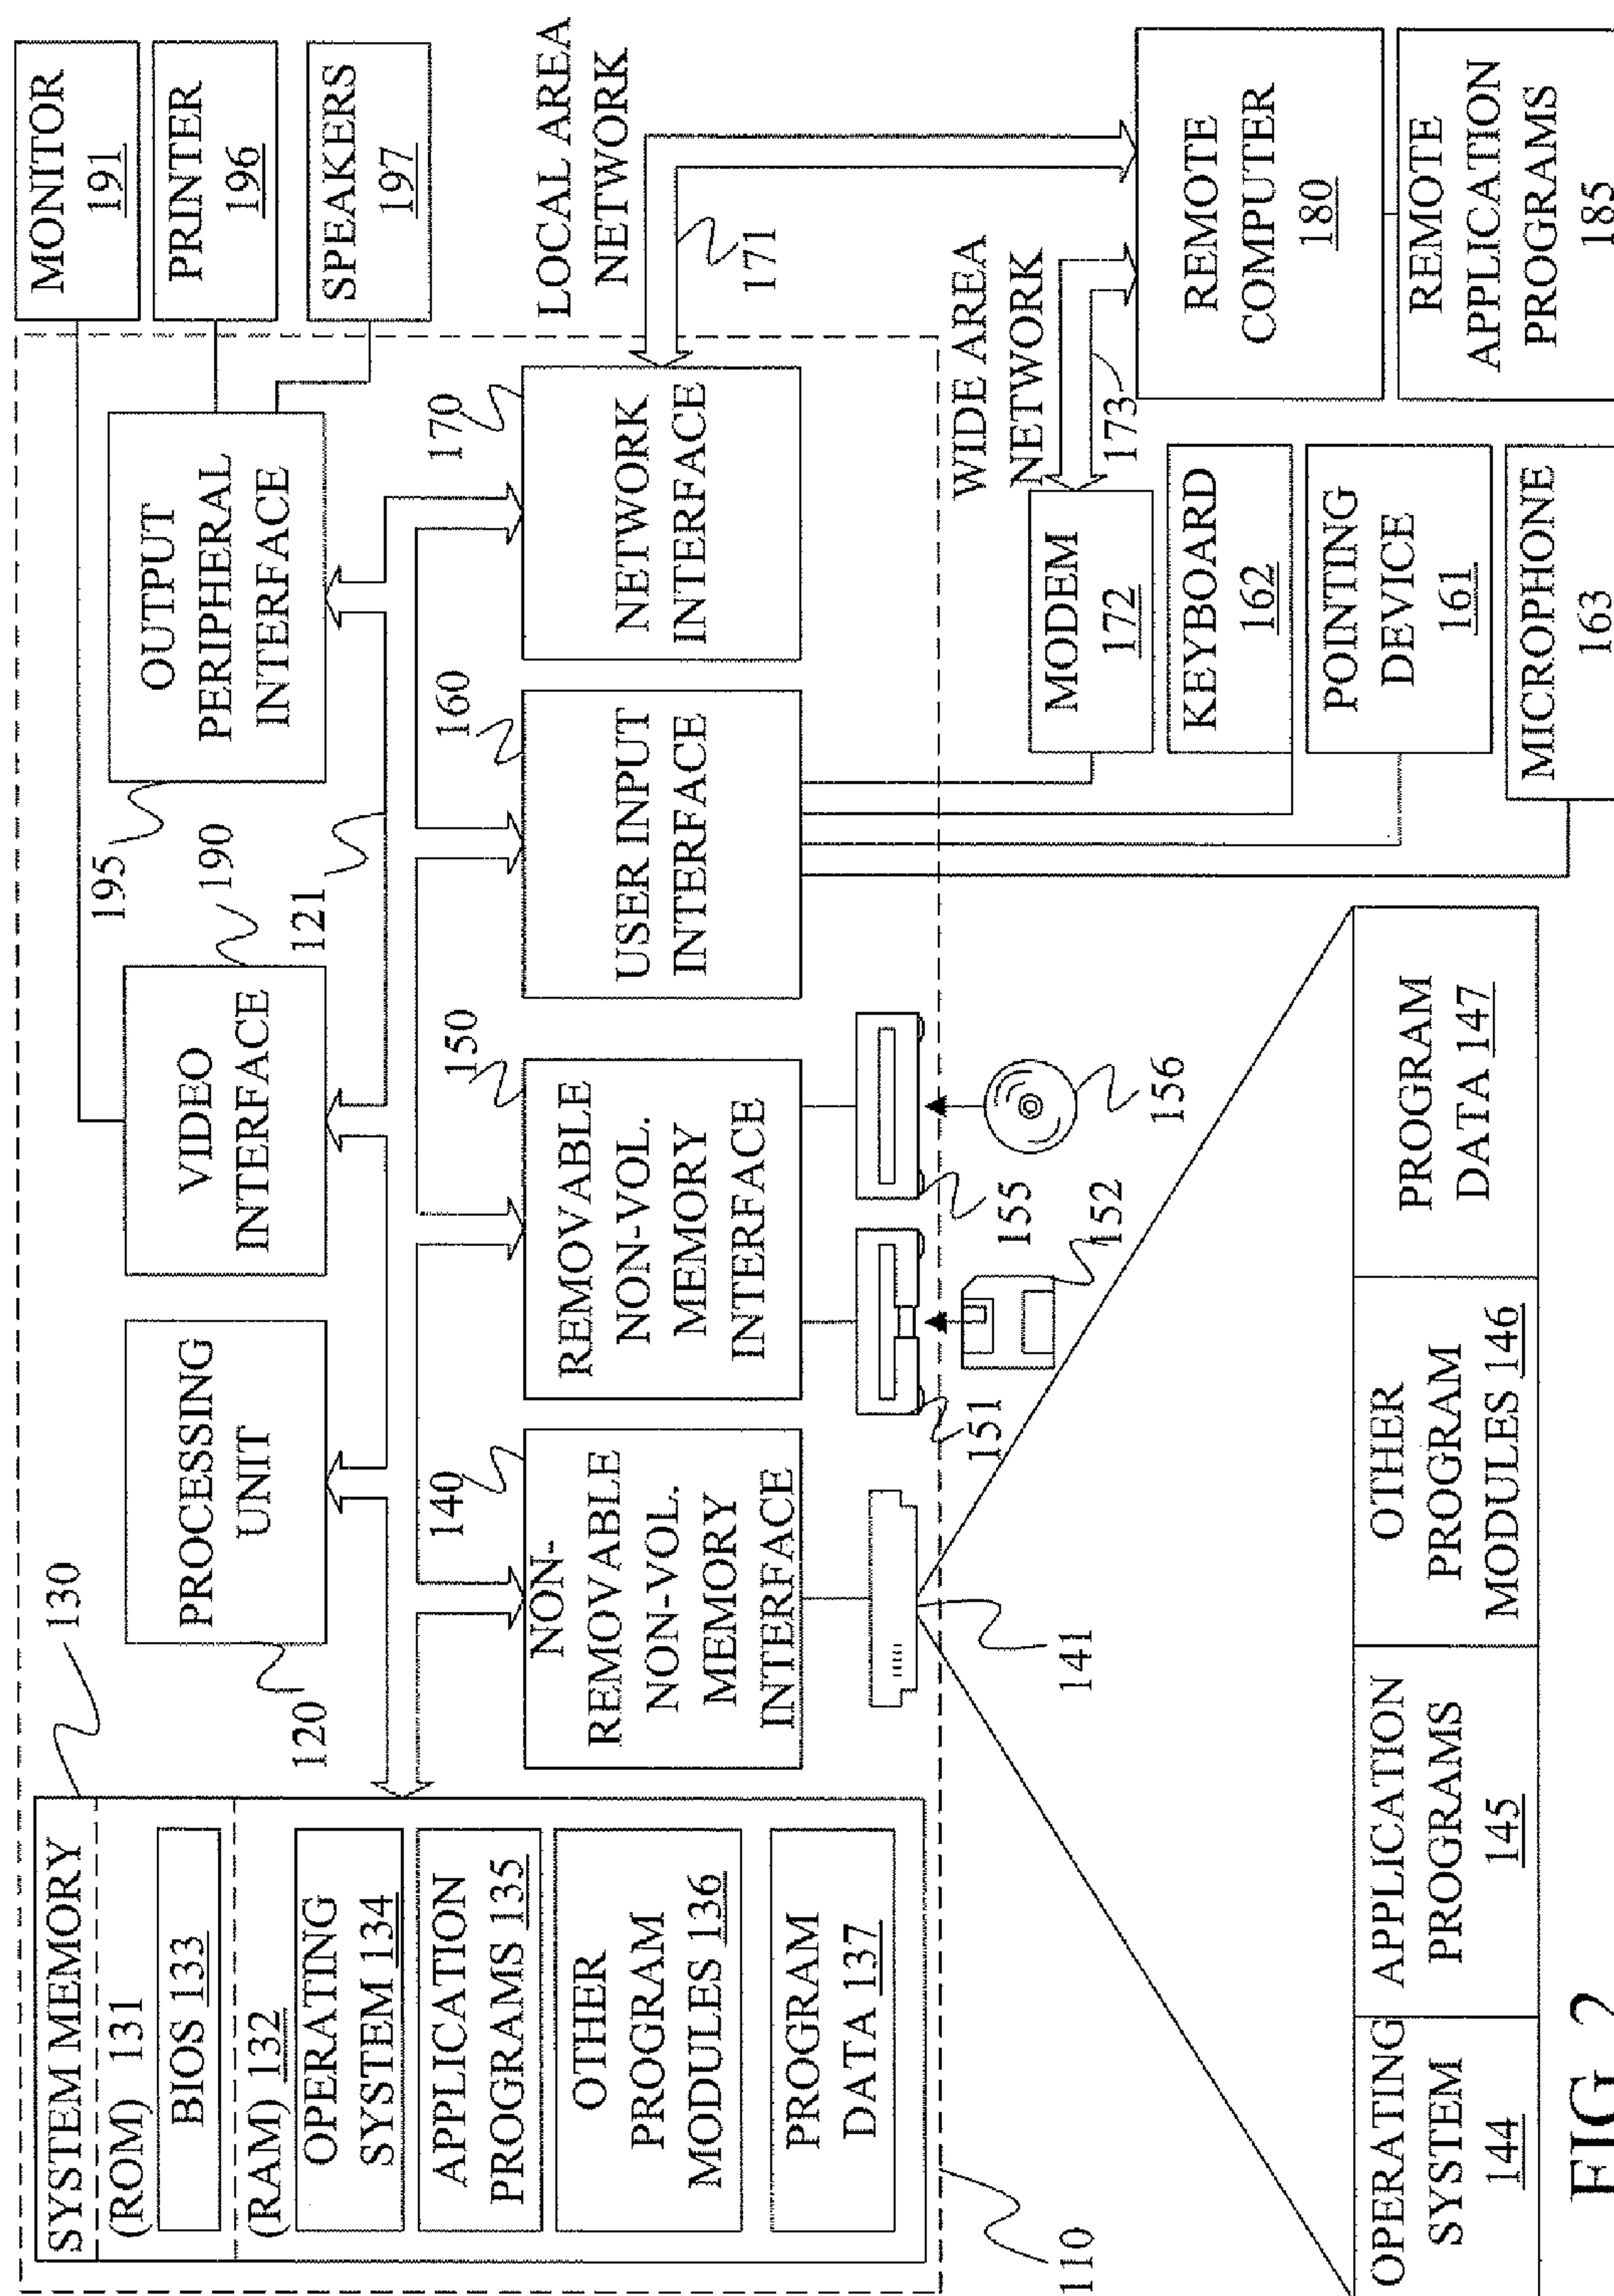 SYSTEM MEMORY
(ROM) 131
BIOS 133
(RAM) 132
OPERATING
SYSTEM 134
APPLICATION
PROGRAMS 135
OTHER
PROGRAM
MODULES 136
PROGRAM
DATA 137
130
120
PROCESSING
UNIT
VIDEO
INTERFACE
190
121
195
OUTPUT
PERIPHERAL
INTERFACE
MONITOR
191
PRINTER
196
SPEAKERS
197
140
NON-
REMOVABLE
NON-VOL.
MEMORY
INTERFACE
150
REMOVABLE
NON-VOL.
MEMORY
INTERFACE
160
USER INPUT
INTERFACE
170
NETWORK
INTERFACE
LOCAL AREA
NETWORK
171
WIDE AREA
NETWORK
173
110
141
151
152
155
156
MODEM
172
KEYBOARD
162
POINTING
DEVICE
161
MICROPHONE
163
REMOTE
COMPUTER
180
REMOTE
APPLICATION
PROGRAMS
185
OPERATING
SYSTEM
144
APPLICATION
PROGRAMS
145
OTHER
PROGRAM
MODULES 146
PROGRAM
DATA 147
FIG. 2